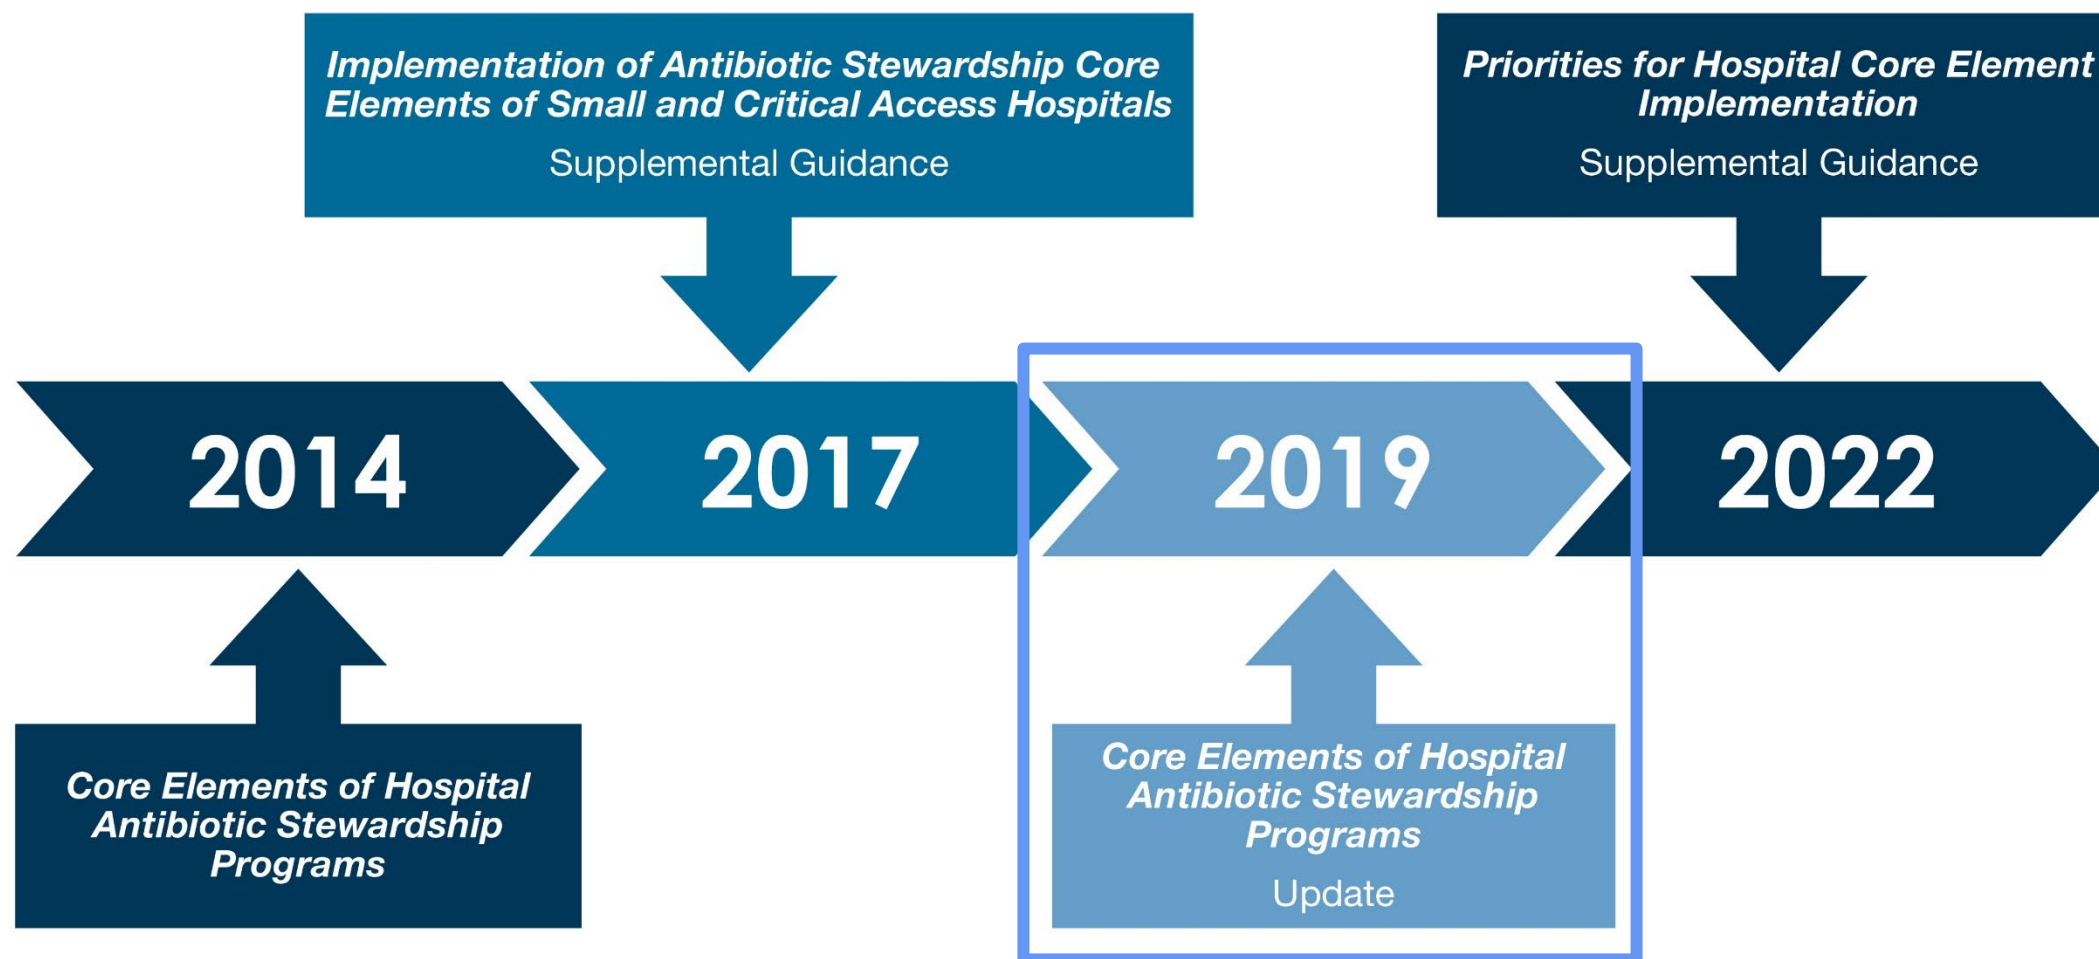 Implementation of Antibiotic Stewardship Core
Elements of Small and Critical Access Hospitals
Supplemental Guidance
Priorities for Hospital Core Element
Implementation
Supplemental Guidance
2014
2017
2019
2022
Core Elements of Hospital
Antibiotic Stewardship
Programs
Core Elements of Hospital
Antibiotic Stewardship
Programs
Update